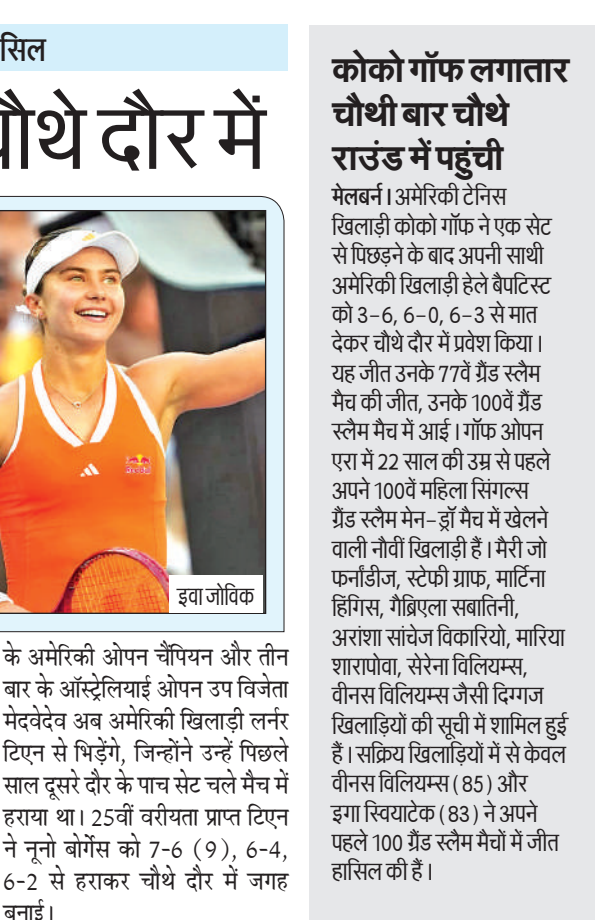 सिल
चौथे दौर में
इवा जोविक
के अमेरिकी ओपन चैंपियन और तीन
बार के ऑस्ट्रेलियाई ओपन उप विजेता
मेदवेदेव अब अमेरिकी खिलाड़ी लर्नर
टिएन से भिड़ेंगे, जिन्होंने उन्हें पिछले
साल दूसरे दौर के पाच सेट चले मैच में
हराया था। 25वीं वरीयता प्राप्त टिएन
ने नूनो बोर्गेस को 7-6 (9), 6-4,
6-2 से हराकर चौथे दौर में जगह
बनाई।
कोको गॉफ लगातार
चौथी बार चौथे
राउंड में पहुंची
मेलबर्न। अमेरिकी टेनिस
खिलाड़ी कोको गॉफ ने एक सेट
से पिछड़ने के बाद अपनी साथी
अमेरिकी खिलाड़ी हेले बैपटिस्ट
को 3-6, 6-0, 6-3 से मात
देकर चौथे दौर में प्रवेश किया।
यह जीत उनके 77वें ग्रैंड स्लैम
मैच की जीत, उनके 100वें ग्रैंड
स्लैम मैच में आई। गॉफ ओपन
एरा में 22 साल की उम्र से पहले
अपने 100वें महिला सिंगल्स
ग्रैंड स्लैम मेन-ड्रॉ मैच में खेलने
वाली नौवीं खिलाड़ी हैं। मैरी जो
फर्नांडीज, स्टेफी ग्राफ, मार्टिना
हिंगिस, गैब्रिएला सबातिनी,
अरांशा सांचेज विकारियो, मारिया
शारापोवा, सेरेना विलियम्स,
वीनस विलियम्स जैसी दिग्गज
खिलाड़ियों की सूची में शामिल हुई
हैं। सक्रिय खिलाड़ियों में से केवल
वीनस विलियम्स (85) और
इगा स्वियाटेक (83) ने अपने
पहले 100 ग्रैंड स्लैम मैचों में जीत
हासिल की हैं।